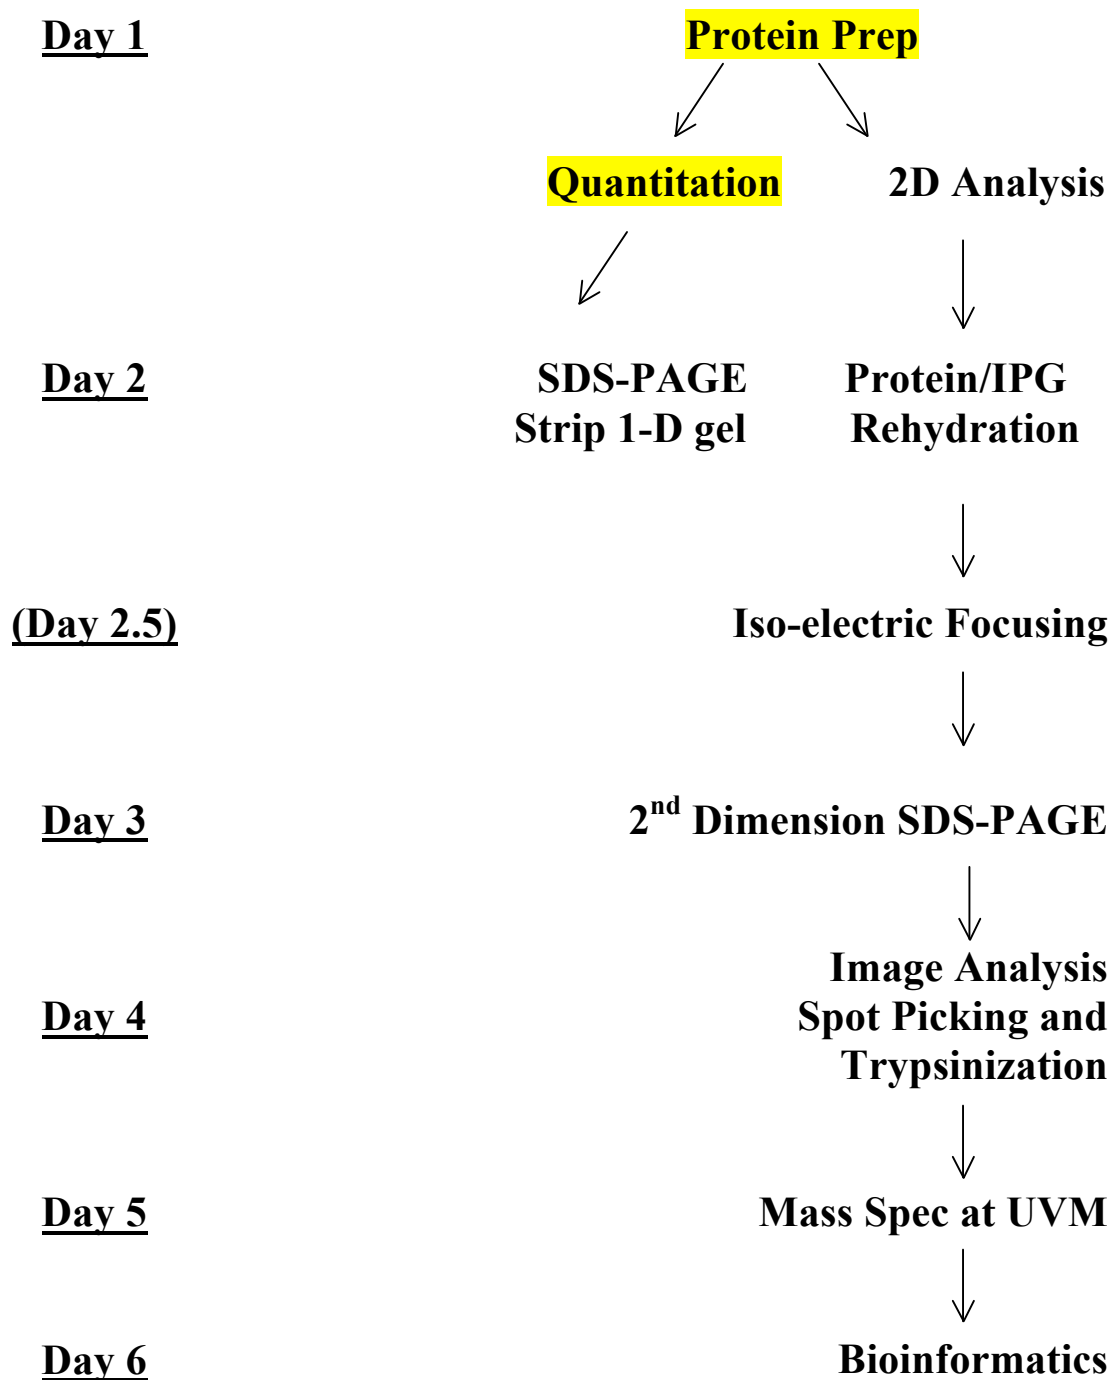 Day 1 Protein Prep
Quantitation 2D Analysis
Day 2 SDS-PAGE Protein/IPG
Strip 1-D gel Rehydration
(Day 2.5) Iso-electric Focusing
Day 3 2nd Dimension SDS-PAGE
Image Analysis
Day 4 Spot Picking and
Trypsinization
Day 5 Mass Spec at UVM
Day 6 Bioinformatics